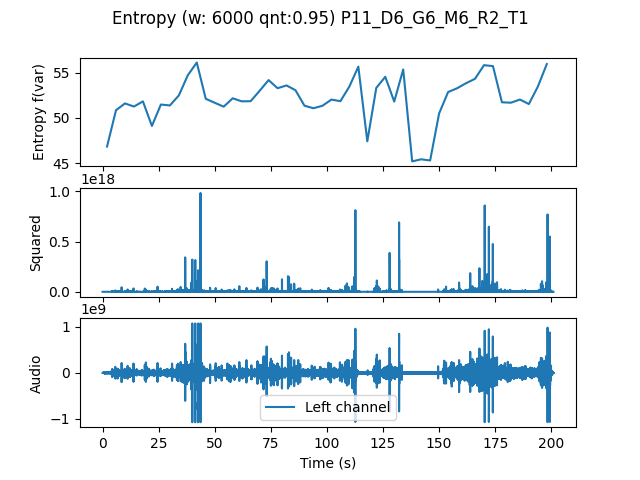 Entropy (w: 6000 qnt:0.95) P11_D6_G6_M6_R2_T1
Entropy f(var)
55
50
45
1e18
Squared
1.0
0.5
0.0
1e9
Audio
1
0
−1
Left channel
0 25 50 75 100 125 150 175 200
Time (s)